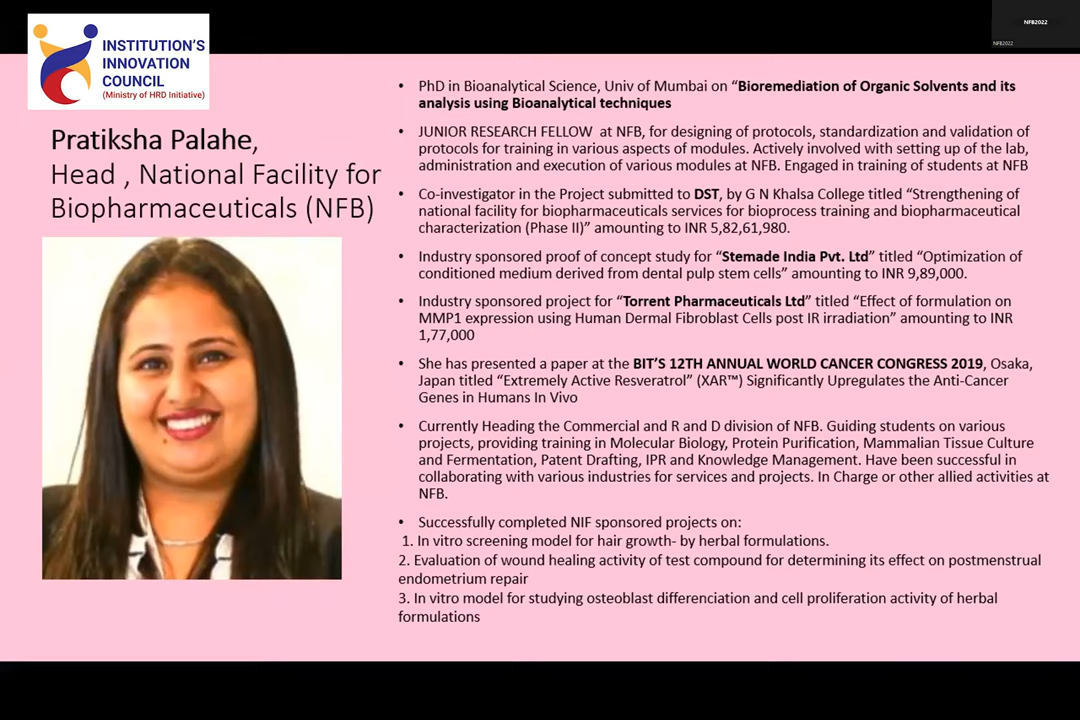 INSTITUTION'S
INNOVATION
COUNCIL
(Ministry of HRD Initiative)
NFB2022
NFB2022
Pratiksha Palahe,
Head , National Facility for
Biopharmaceuticals (NFB)
• PhD in Bioanalytical Science, Univ of Mumbai on “Bioremediation of Organic Solvents and its
analysis using Bioanalytical techniques
• JUNIOR RESEARCH FELLOW at NFB, for designing of protocols, standardization and validation of
protocols for training in various aspects of modules. Actively involved with setting up of the lab,
administration and execution of various modules at NFB. Engaged in training of students at NFB
• Co-investigator in the Project submitted to DST, by G N Khalsa College titled “Strengthening of
national facility for biopharmaceuticals services for bioprocess training and biopharmaceutical
characterization (Phase II)” amounting to INR 5,82,61,980.
• Industry sponsored proof of concept study for “Stemade India Pvt. Ltd” titled “Optimization of
conditioned medium derived from dental pulp stem cells” amounting to INR 9,89,000.
• Industry sponsored project for “Torrent Pharmaceuticals Ltd” titled “Effect of formulation on
MMP1 expression using Human Dermal Fibroblast Cells post IR irradiation” amounting to INR
1,77,000
• She has presented a paper at the BIT’S 12TH ANNUAL WORLD CANCER CONGRESS 2019, Osaka,
Japan titled “Extremely Active Resveratrol” (XAR™) Significantly Upregulates the Anti-Cancer
Genes in Humans In Vivo
• Currently Heading the Commercial and R and D division of NFB. Guiding students on various
projects, providing training in Molecular Biology, Protein Purification, Mammalian Tissue Culture
and Fermentation, Patent Drafting, IPR and Knowledge Management. Have been successful in
collaborating with various industries for services and projects. In Charge or other allied activities at
NFB.
• Successfully completed NIF sponsored projects on:
1. In vitro screening model for hair growth- by herbal formulations.
2. Evaluation of wound healing activity of test compound for determining its effect on postmenstrual
endometrium repair
3. In vitro model for studying osteoblast differenciation and cell proliferation activity of herbal
formulations